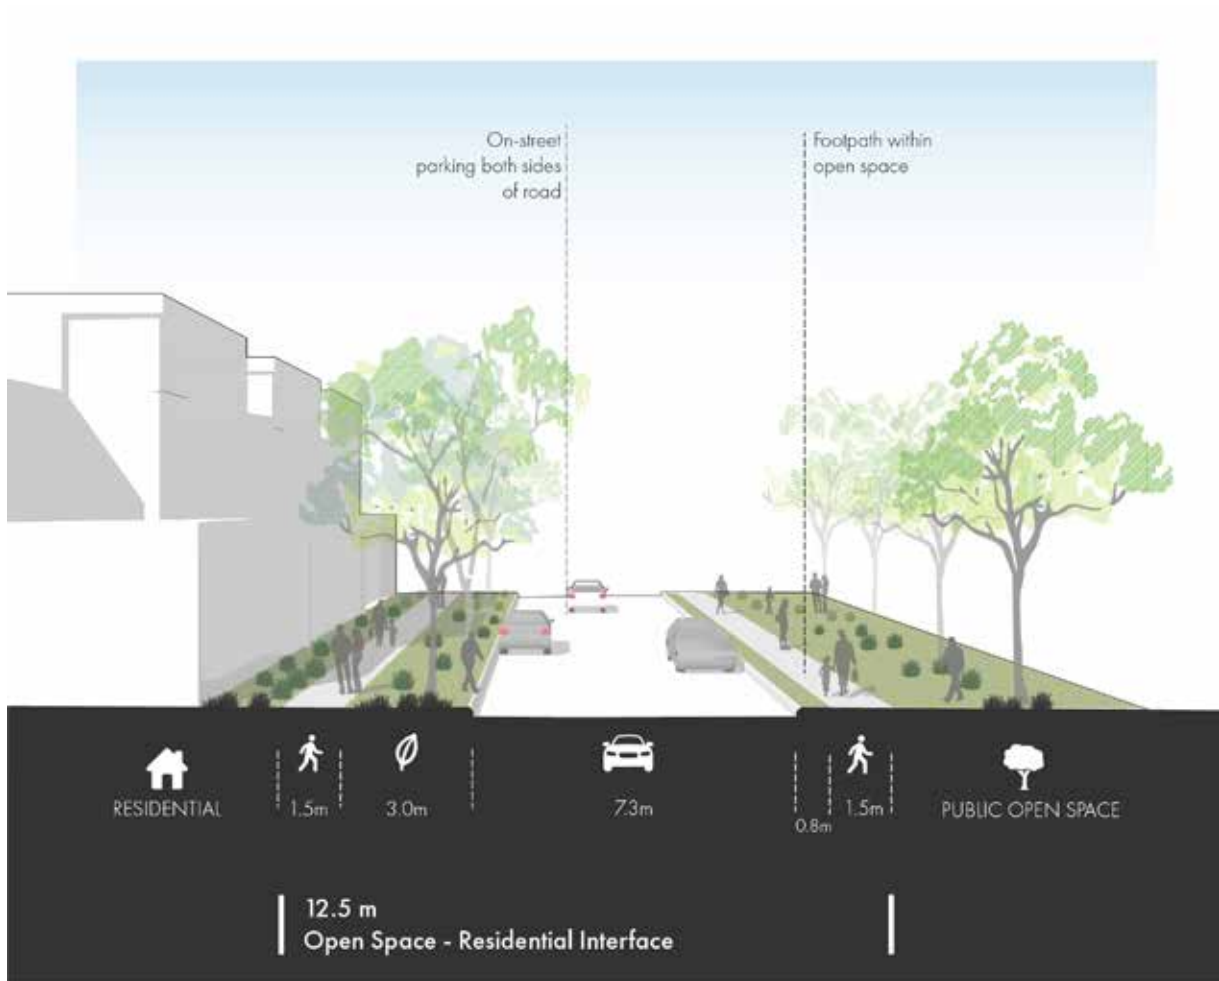 On-street
parking both sides
of road
Footpath within
open space
RESIDENTIAL
1.5m
3.0m
7.3m
0.8m
1.5m
PUBLIC OPEN SPACE
12.5 m
Open Space - Residential Interface